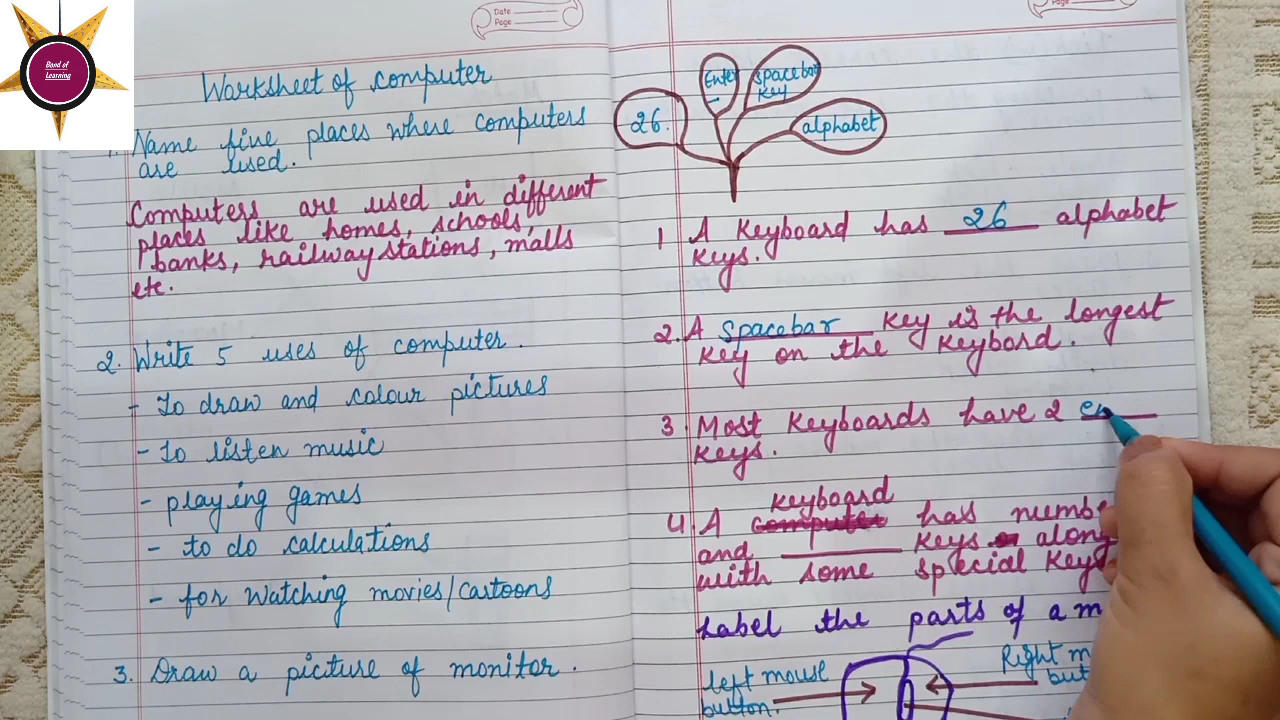 Band of
Learning
Date
Page
Worksheet of computer
1. Name five places where computers
are used.
Computers are used in different
places like homes, schools,
banks, railway stations, malls
etc.
2. Write 5 uses of computer.
- To draw and colour pictures
- To listen music
- playing games
- to do calculations
- for watching movies/cartoons
3. Draw a picture of monitor.
Page
26.
Enter
spacebar
key
alphabet
1 A Keyboard has 26 alphabet
keys.
2. A Spacebar key is the longest
key on the keybord.
3 Most keyboards have 2 en
keys.
keyboard
4. A computer has numbe
and keys along
with some special key
Label the parts of a m
left mouse
button.
Right m
but